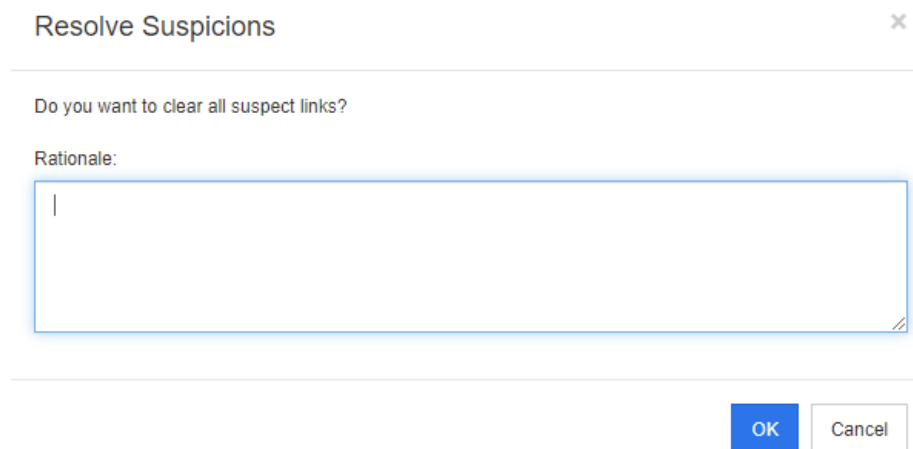 Resolve Suspicions
Do you want to clear all suspect links?
Rationale:
OK
Cancel